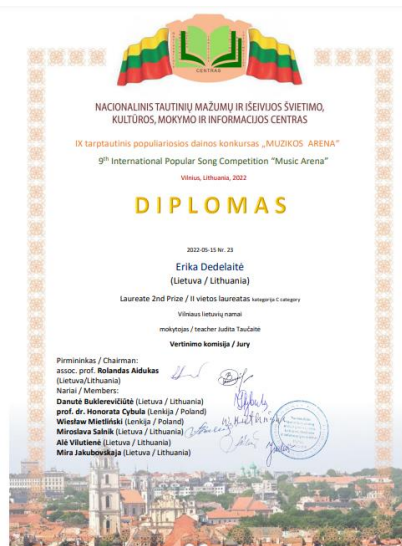 CENTRAS
NACIONALINIS TAUTINIŲ MAŽUMŲ IR IŠEIVIJOS ŠVIETIMO,
KULTŪROS, MOKYMO IR INFORMACIJOS CENTRAS
IX tarptautinis populiariosios dainos konkursas „MUZIKOS ARENA"
9th International Popular Song Competition "Music Arena"
Vilnius, Lithuania, 2022
DIPLOMAS
2022-05-15 Nr. 23
Erika Dedelaitė
(Lietuva / Lithuania)
Laureate 2nd Prize / II vietos laureatas kategorija C category
Vilniaus lietuvių namai
mokytojas / teacher Judita Taučaitė
Vertinimo komisija / Jury
Pirmininkas / Chairman:
assoc. prof. Rolandas Aidukas
(Lietuva/Lithuania)
Nariai / Members:
Danutė Buklerevičiūtė (Lietuva / Lithuania)
prof. dr. Honorata Cybula (Lenkija / Poland)
Wiesław Mietliński (Lenkija / Poland)
Miroslava Salnik (Lietuva / Lithuania)
Alė Vilutienė (Lietuva / Lithuania)
Mira Jakubovskaja (Lietuva / Lithuania)